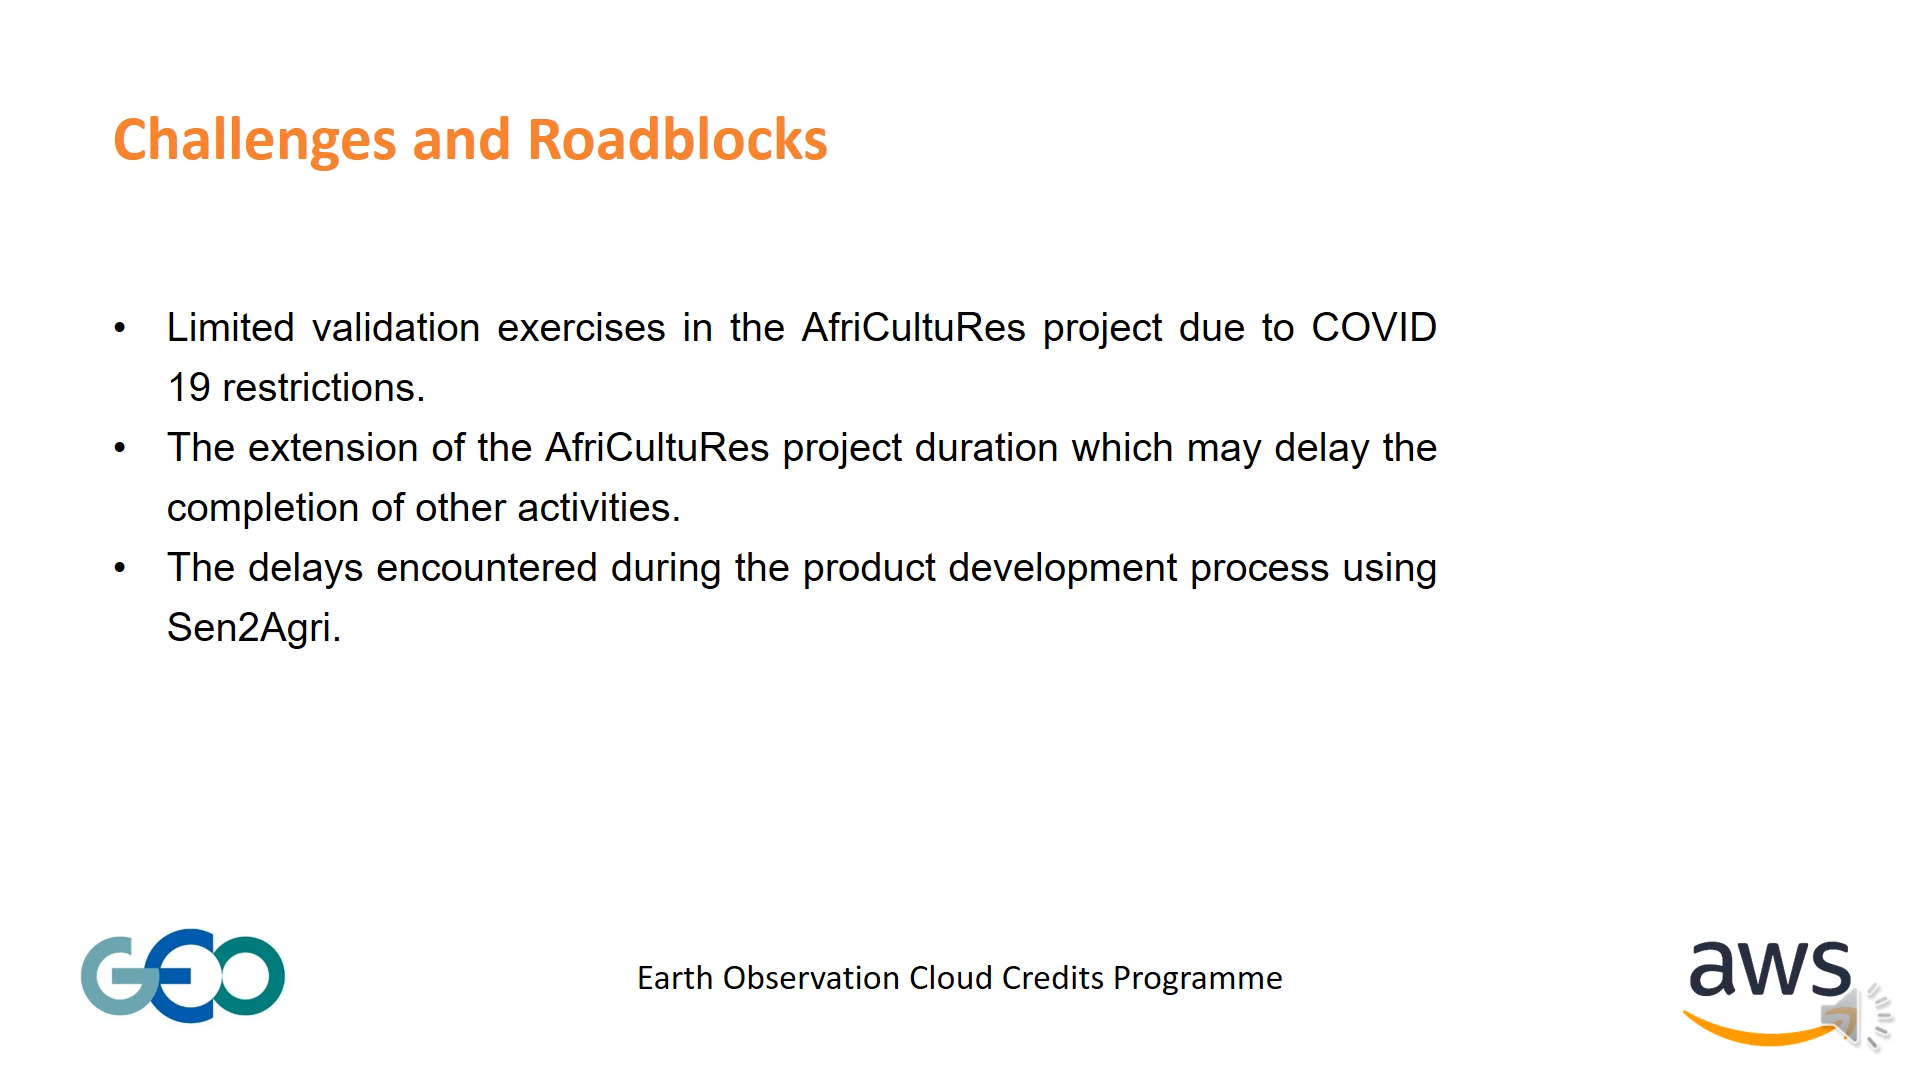 Challenges and Roadblocks
• Limited validation exercises in the AfriCultuRes project due to COVID
19 restrictions.
• The extension of the AfriCultuRes project duration which may delay the
completion of other activities.
• The delays encountered during the product development process using
Sen2Agri.
GEO
Earth Observation Cloud Credits Programme
aws